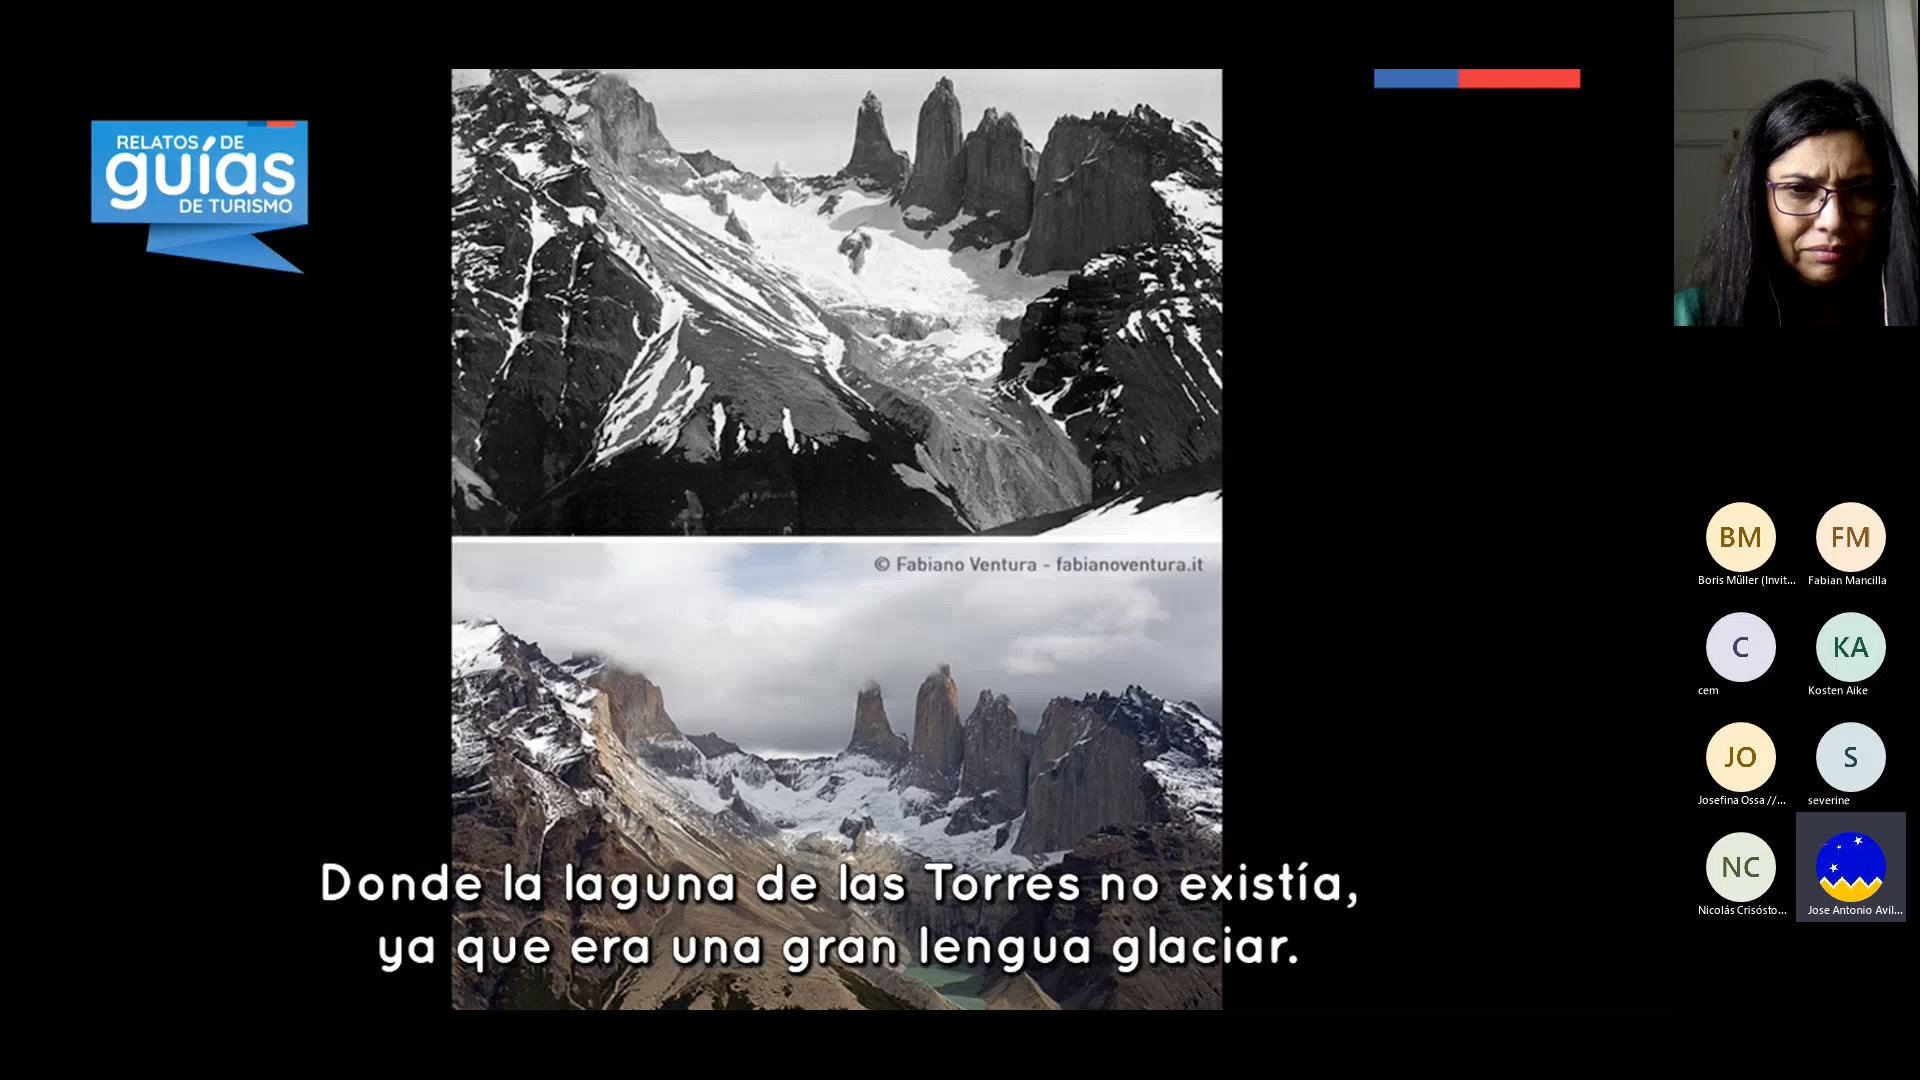 RELATOS DE
guías
DE TURISMO
© Fabiano Ventura - fabianoventura.it
Donde la laguna de las Torres no existía,
ya que era una gran lengua glaciar.
BM
FM
Boris Müller (Invit...
Fabian Mancilla
C
KA
cem
Kosten Aike
JO
S
Josefina Ossa //...
severine
NC
Nicolás Crisósto...
Jose Antonio Avil...